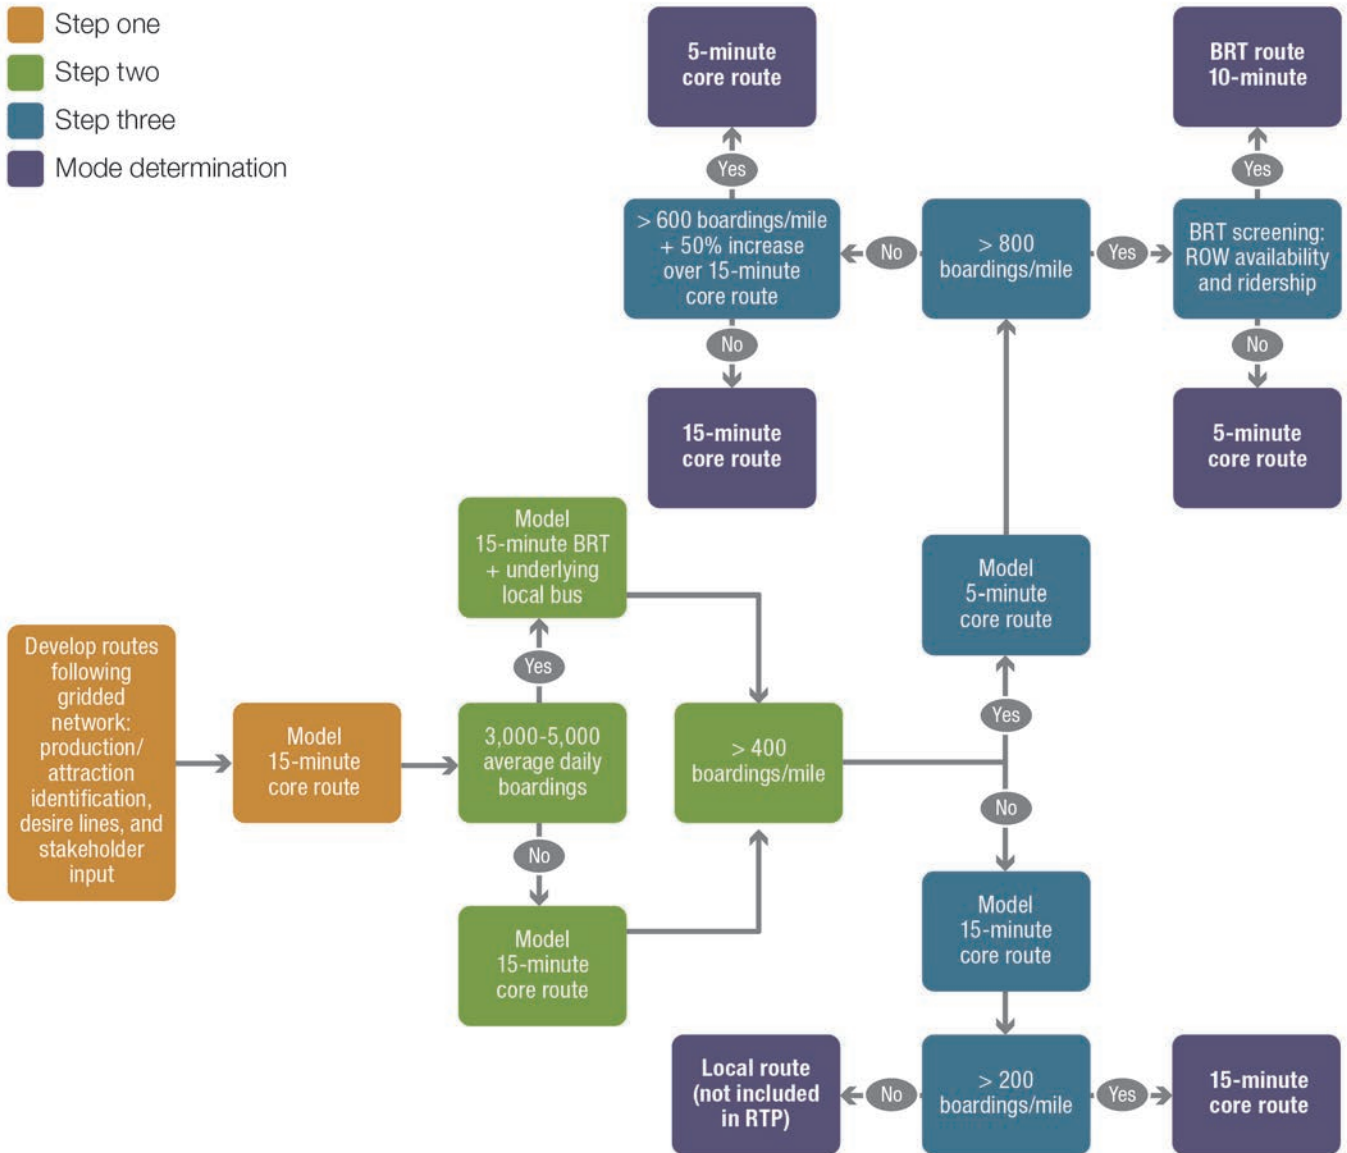 Step one
Step two
Step three
Mode determination
5-minute
core route
BRT route
10-minute
Yes
Yes
> 600 boardings/mile
+ 50% increase
over 15-minute
core route
No
> 800
boardings/mile
Yes
BRT screening:
ROW availability
and ridership
No
No
15-minute
core route
5-minute
core route
Model
15-minute BRT
+ underlying
local bus
Model
5-minute
core route
Yes
Yes
Develop routes
following
gridded
network:
production/
attraction
identification,
desire lines, and
stakeholder
input
Model
15-minute
core route
3,000-5,000
average daily
boardings
> 400
boardings/mile
No
No
Model
15-minute
core route
Model
15-minute
core route
Local route
(not included
in RTP)
No
> 200
boardings/mile
Yes
15-minute
core route